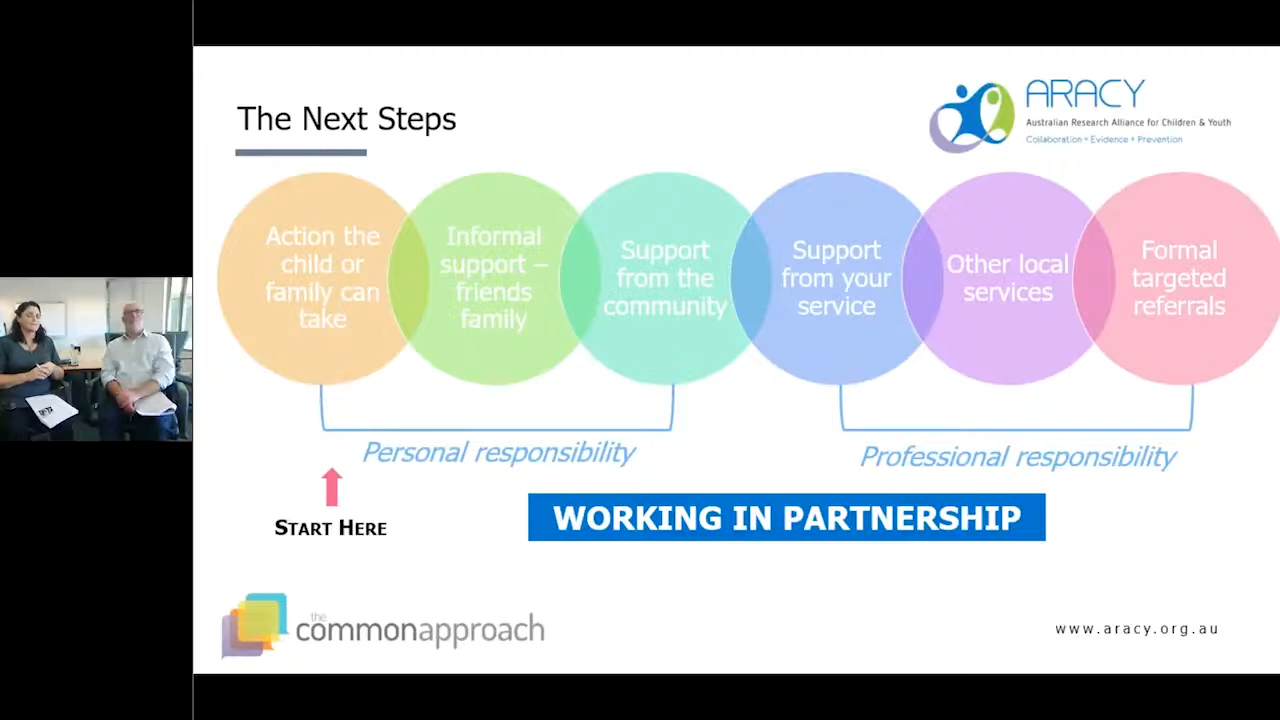 The Next Steps
ARACY
Australian Research Alliance for Children & Youth
Collaboration • Evidence • Prevention
Action the
child or
family can
take
Informal
support –
friends
family
Support
from the
community
Support
from your
service
Other local
services
Formal
targeted
referrals
Personal responsibility
Professional responsibility
START HERE
WORKING IN PARTNERSHIP
the
commonapproach
www.aracy.org.au